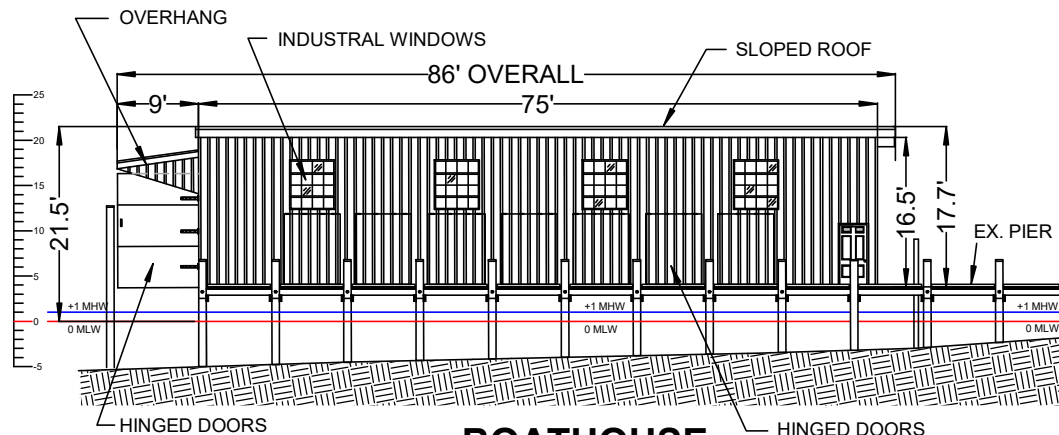 OVERHANG
INDUSTRAL WINDOWS
SLOPED ROOF
86' OVERALL
9'
75'
25
20
15
10
5
0
-5
21.5'
16.5'
17.7'
EX. PIER
+1 MHW
+1 MHW
+1 MHW
0 MLW
0 MLW
0 MLW
HINGED DOORS
BOATHOUSE
HINGED DOORS